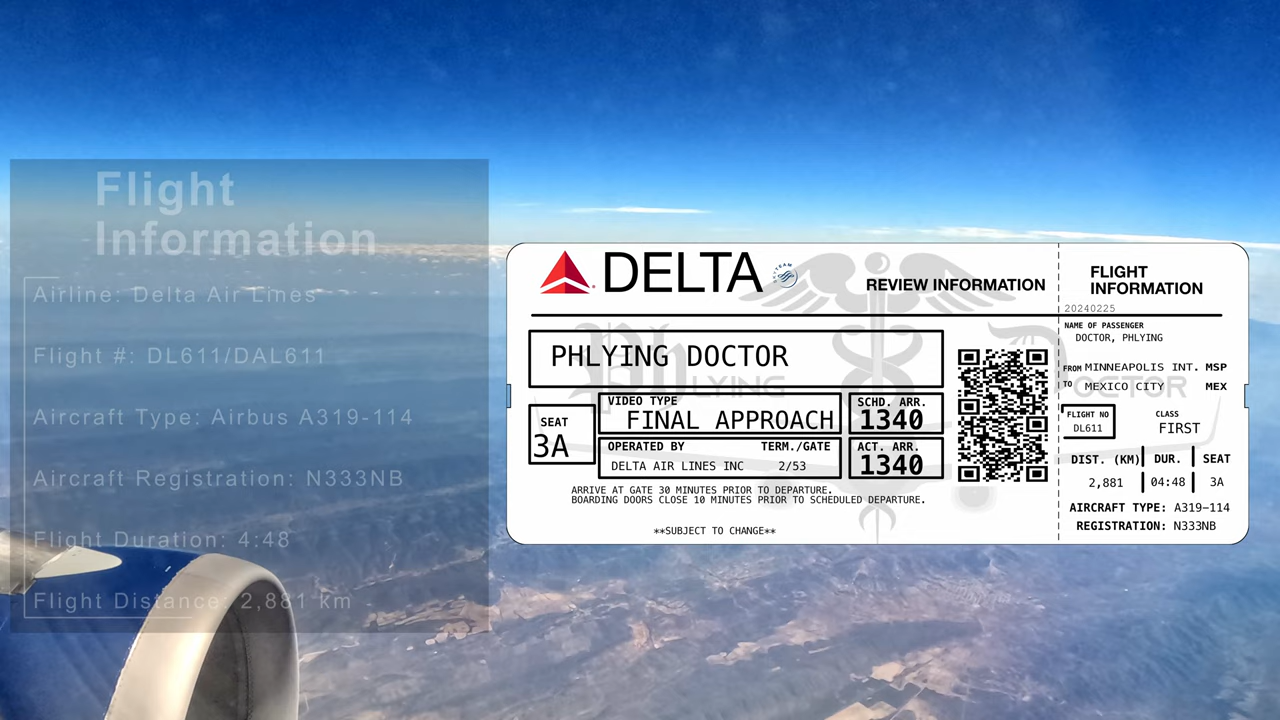 Flight
Information
Airline: Delta Air Lines
Flight #: DL611/DAL611
Aircraft Type: Airbus A319-114
Aircraft Registration: N333NB
Flight Duration: 4:48
Flight Distance: 2,881 km
DELTA
SKYTEAM
REVIEW INFORMATION
PHLYING DOCTOR
SEAT
3A
VIDEO TYPE
FINAL APPROACH
SCHD. ARR.
1340
OPERATED BY TERM./GATE
DELTA AIR LINES INC 2/53
ACT. ARR.
1340
ARRIVE AT GATE 30 MINUTES PRIOR TO DEPARTURE.
BOARDING DOORS CLOSE 10 MINUTES PRIOR TO SCHEDULED DEPARTURE.
**SUBJECT TO CHANGE**
PHLYING DOCTOR
FLIGHT
INFORMATION
20240225
NAME OF PASSENGER
DOCTOR, PHLYING
FROM MINNEAPOLIS INT. MSP
TO MEXICO CITY MEX
FLIGHT NO
DL611
CLASS
FIRST
DIST. (KM) DUR. SEAT
2,881 04:48 3A
AIRCRAFT TYPE: A319-114
REGISTRATION: N333NB